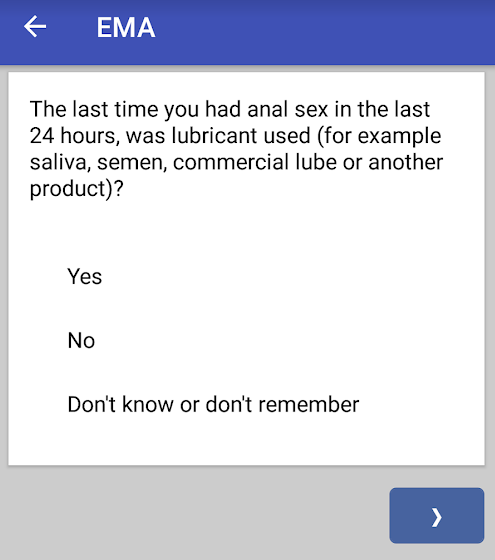 EMA
The last time you had anal sex in the last
24 hours, was lubricant used (for example
saliva, semen, commercial lube or another
product)?
Yes
No
Don't know or don't remember